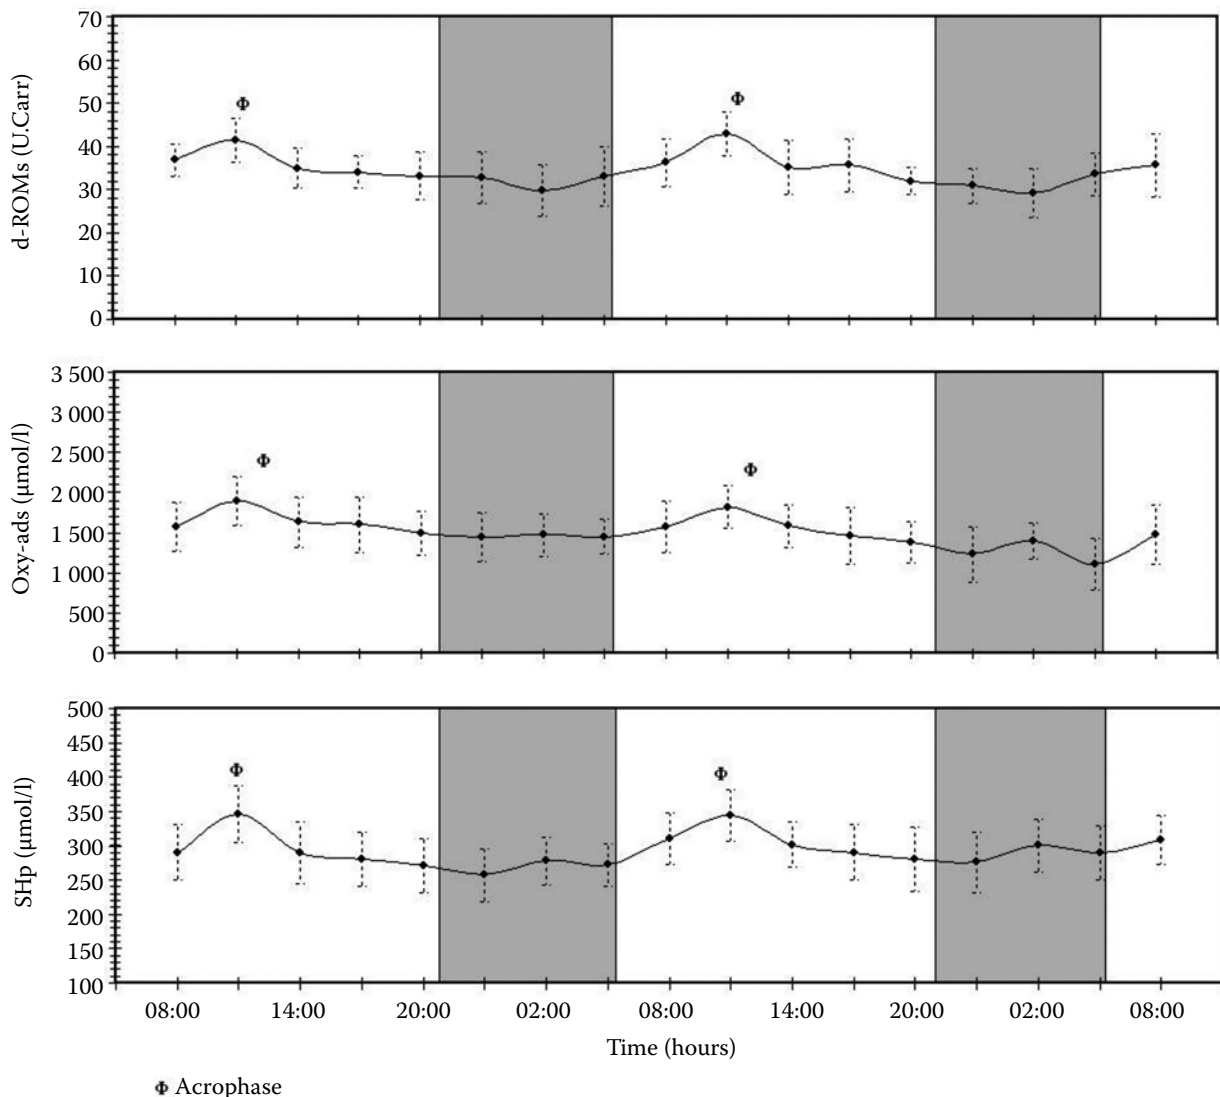 d-ROMs (U.Carr)
70
60
50
40
30
20
10
0
Φ
Φ
Oxy-ads (µmol/l)
3 500
3 000
2 500
2 000
1 500
1 000
500
0
Φ
Φ
SHp (µmol/l)
500
450
400
350
300
250
200
150
100
Φ
Φ
08:00 14:00 20:00 02:00 08:00 14:00 20:00 02:00 08:00
Time (hours)
Φ Acrophase